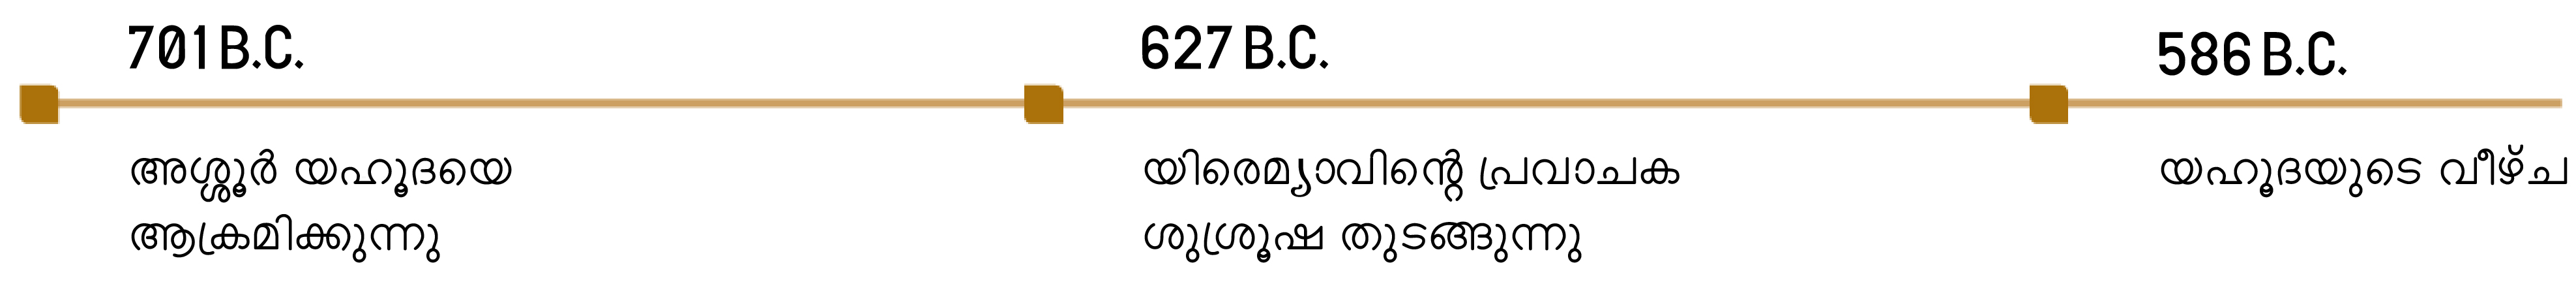 701 B.C.
627 B.C.
586 B.C.
അശ്ശൂർ യഹൂദയെ
ആക്രമിക്കുന്നു
യിരെമ്യാവിന്റെ പ്രവാചക
ശുശ്രൂഷ തുടങ്ങുന്നു
യഹൂദയുടെ വീഴ്ച